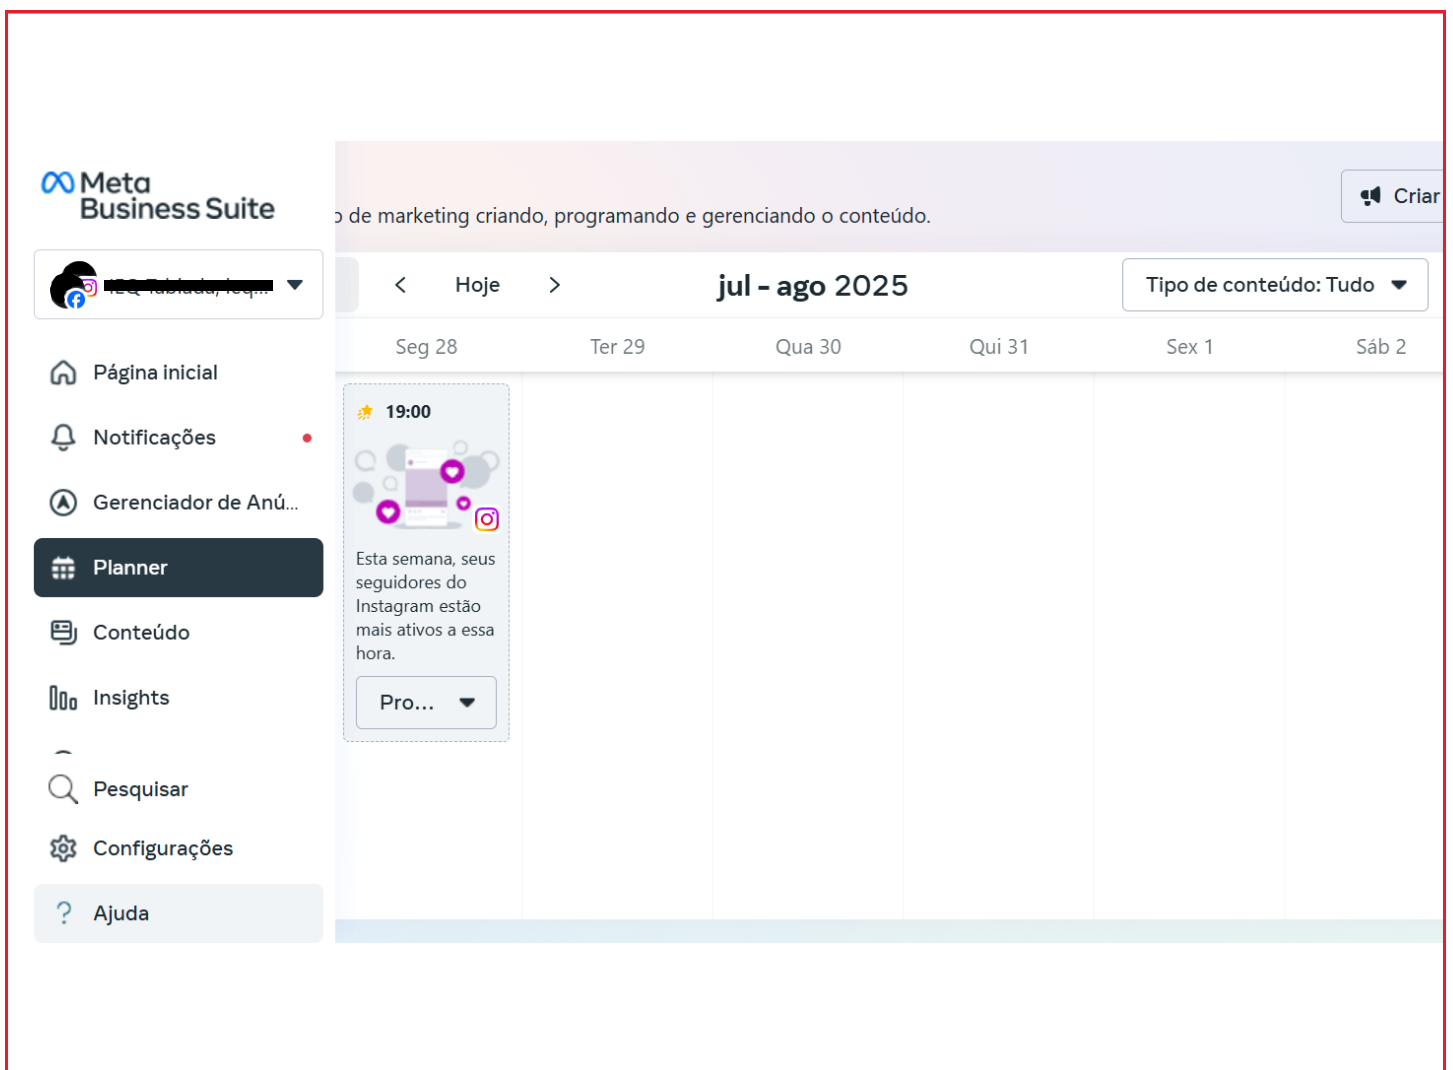 Meta
Business Suite
o de marketing criando, programando e gerenciando o conteúdo.
Criar
Hoje
jul - ago 2025
Tipo de conteúdo: Tudo
Seg 28
Ter 29
Qua 30
Qui 31
Sex 1
Sáb 2
Página inicial
Notificações
Gerenciador de Anú...
Planner
Conteúdo
Insights
Pesquisar
Configurações
Ajuda
19:00
Esta semana, seus
seguidores do
Instagram estão
mais ativos a essa
hora.
Pro...